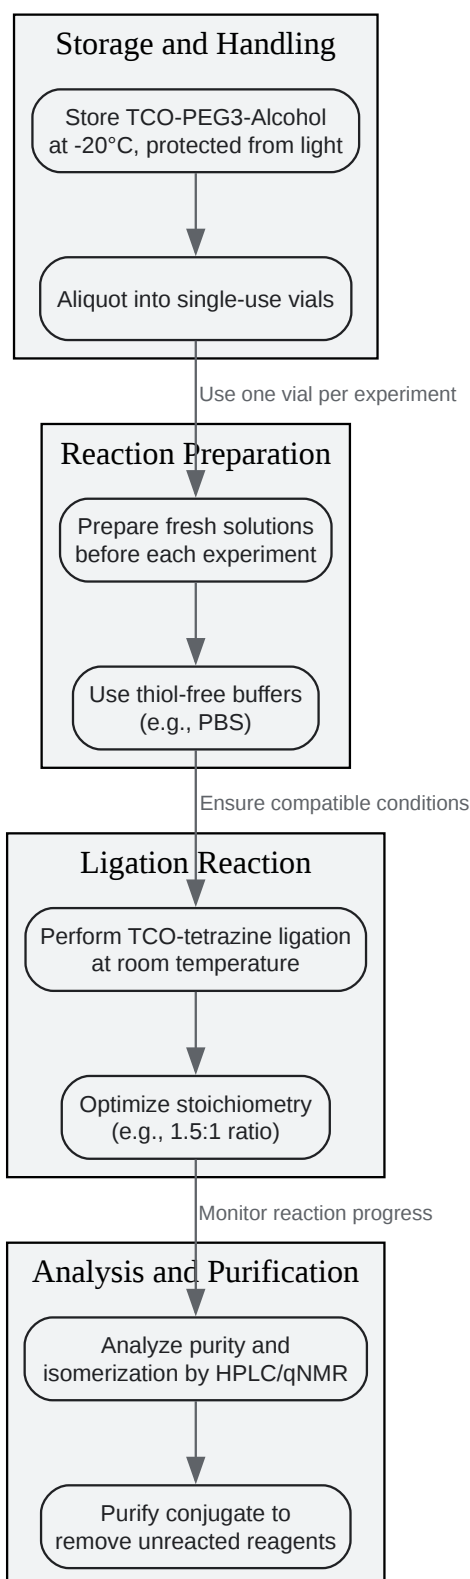 Storage and Handling
Store TCO-PEG3-Alcohol
at -20°C, protected from light
Aliquot into single-use vials
Use one vial per experiment
Reaction Preparation
Prepare fresh solutions
before each experiment
Use thiol-free buffers
(e.g., PBS)
Ensure compatible conditions
Ligation Reaction
Perform TCO-tetrazine ligation
at room temperature
Optimize stoichiometry
(e.g., 1.5:1 ratio)
Monitor reaction progress
Analysis and Purification
Analyze purity and
isomerization by HPLC/qNMR
Purify conjugate to
remove unreacted reagents